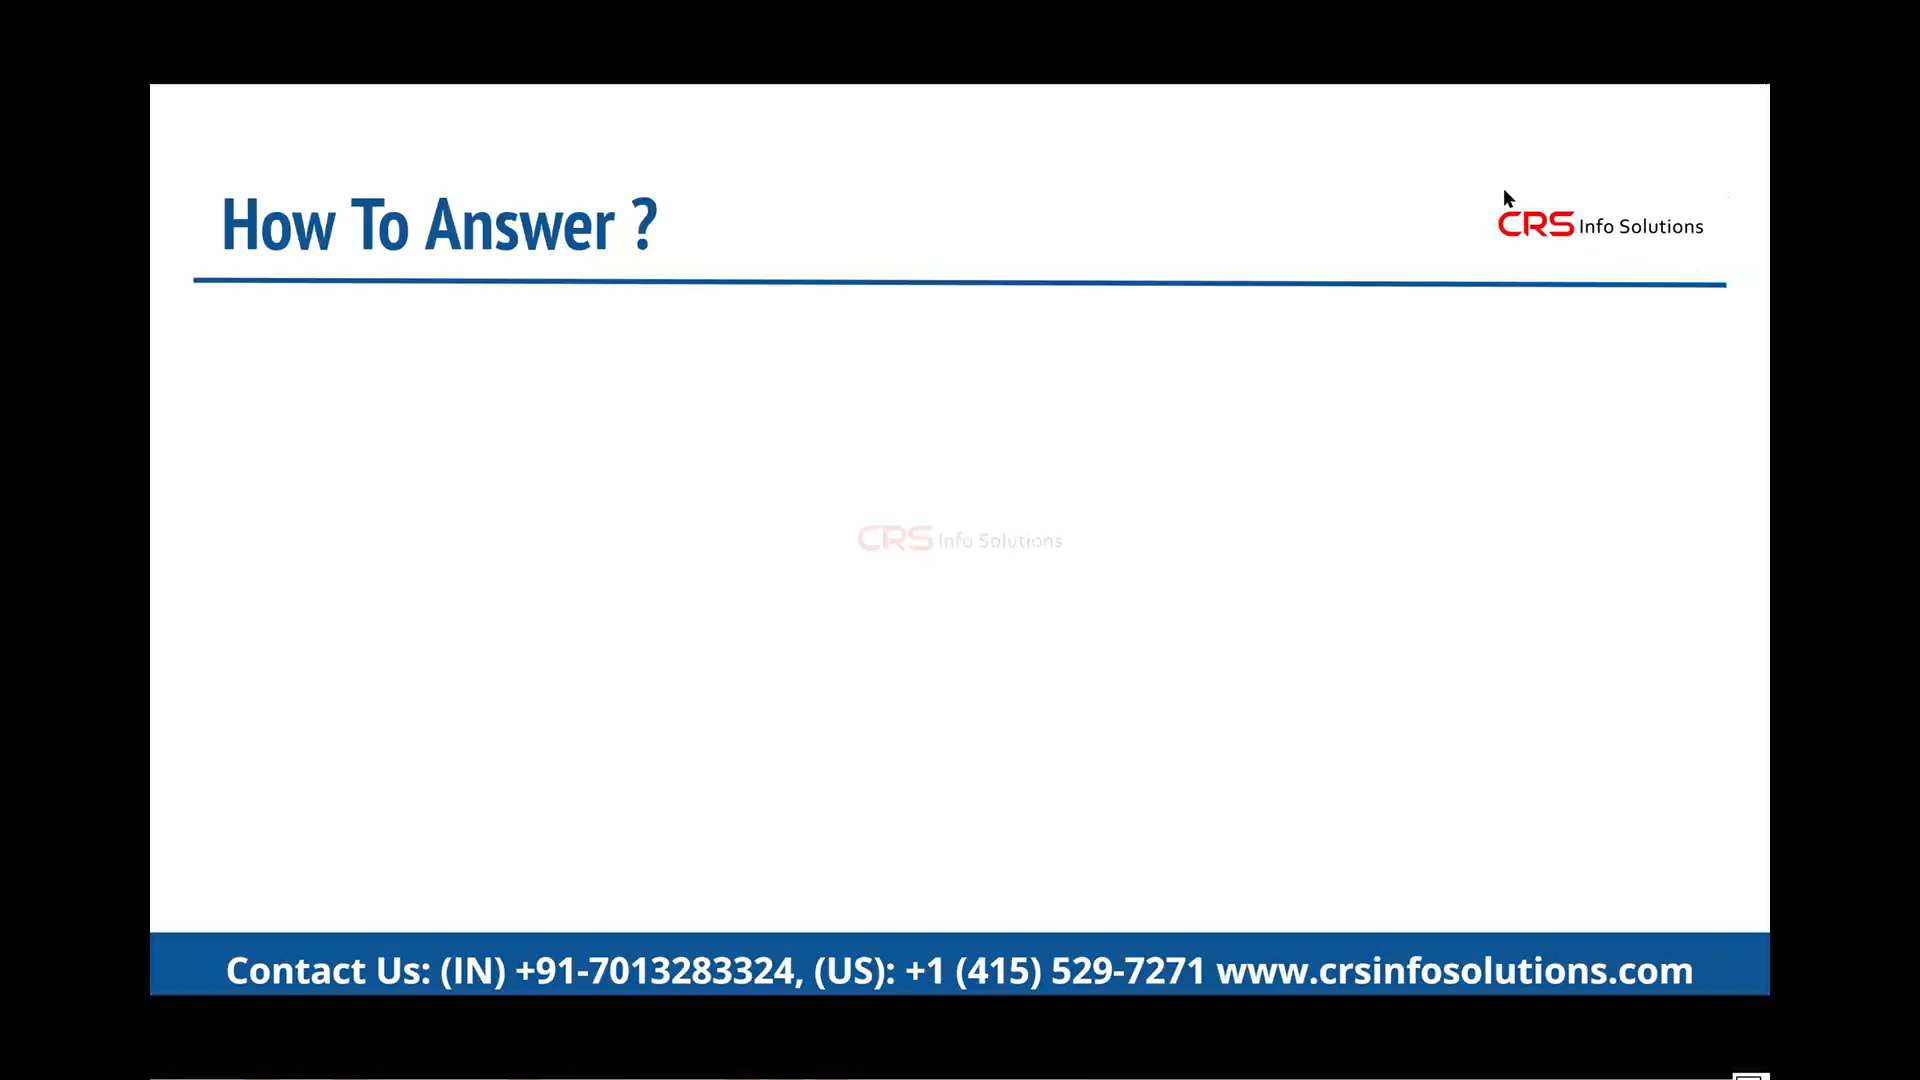 How To Answer ?
CRS Info Solutions
CRS Info Solutions
Contact Us: (IN) +91-7013283324, (US): +1 (415) 529-7271 www.crsinfosolutions.com